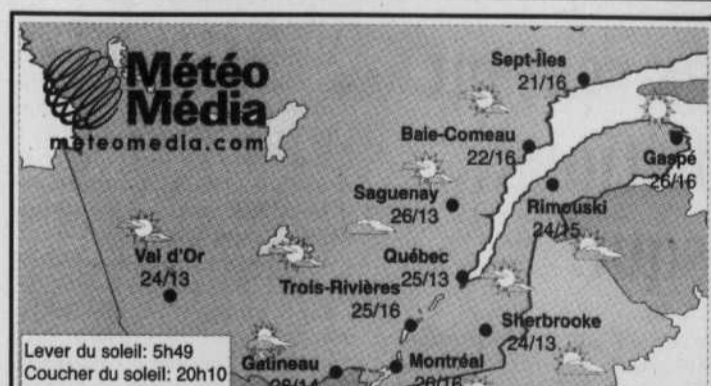 Météo
Média
meteomedia.com
Sept-Îles
21/16
Baie-Comeau
22/16
Gaspé
26/16
Saguenay
26/13
Rimouski
24/15
Val d'Or
24/13
Québec
25/13
Trois-Rivières
25/16
Sherbrooke
24/13
Lever du soleil: 5h49
Coucher du soleil: 20h10
Gatineau
Montréal